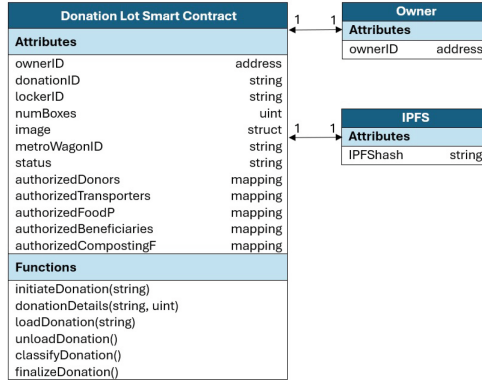 Donation Lot Smart Contract
Attributes
ownerID address
donationID string
lockerID string
numBoxes uint
image struct
metroWagonID string
status string
authorizedDonors mapping
authorizedTransporters mapping
authorizedFoodP mapping
authorizedBeneficiaries mapping
authorizedCompostingF mapping
Functions
initiateDonation(string)
donationDetails(string, uint)
loadDonation(string)
unloadDonation()
classifyDonation()
finalizeDonation()
1 1
Owner
Attributes
ownerID address
1 1
IPFS
Attributes
IPFShash string